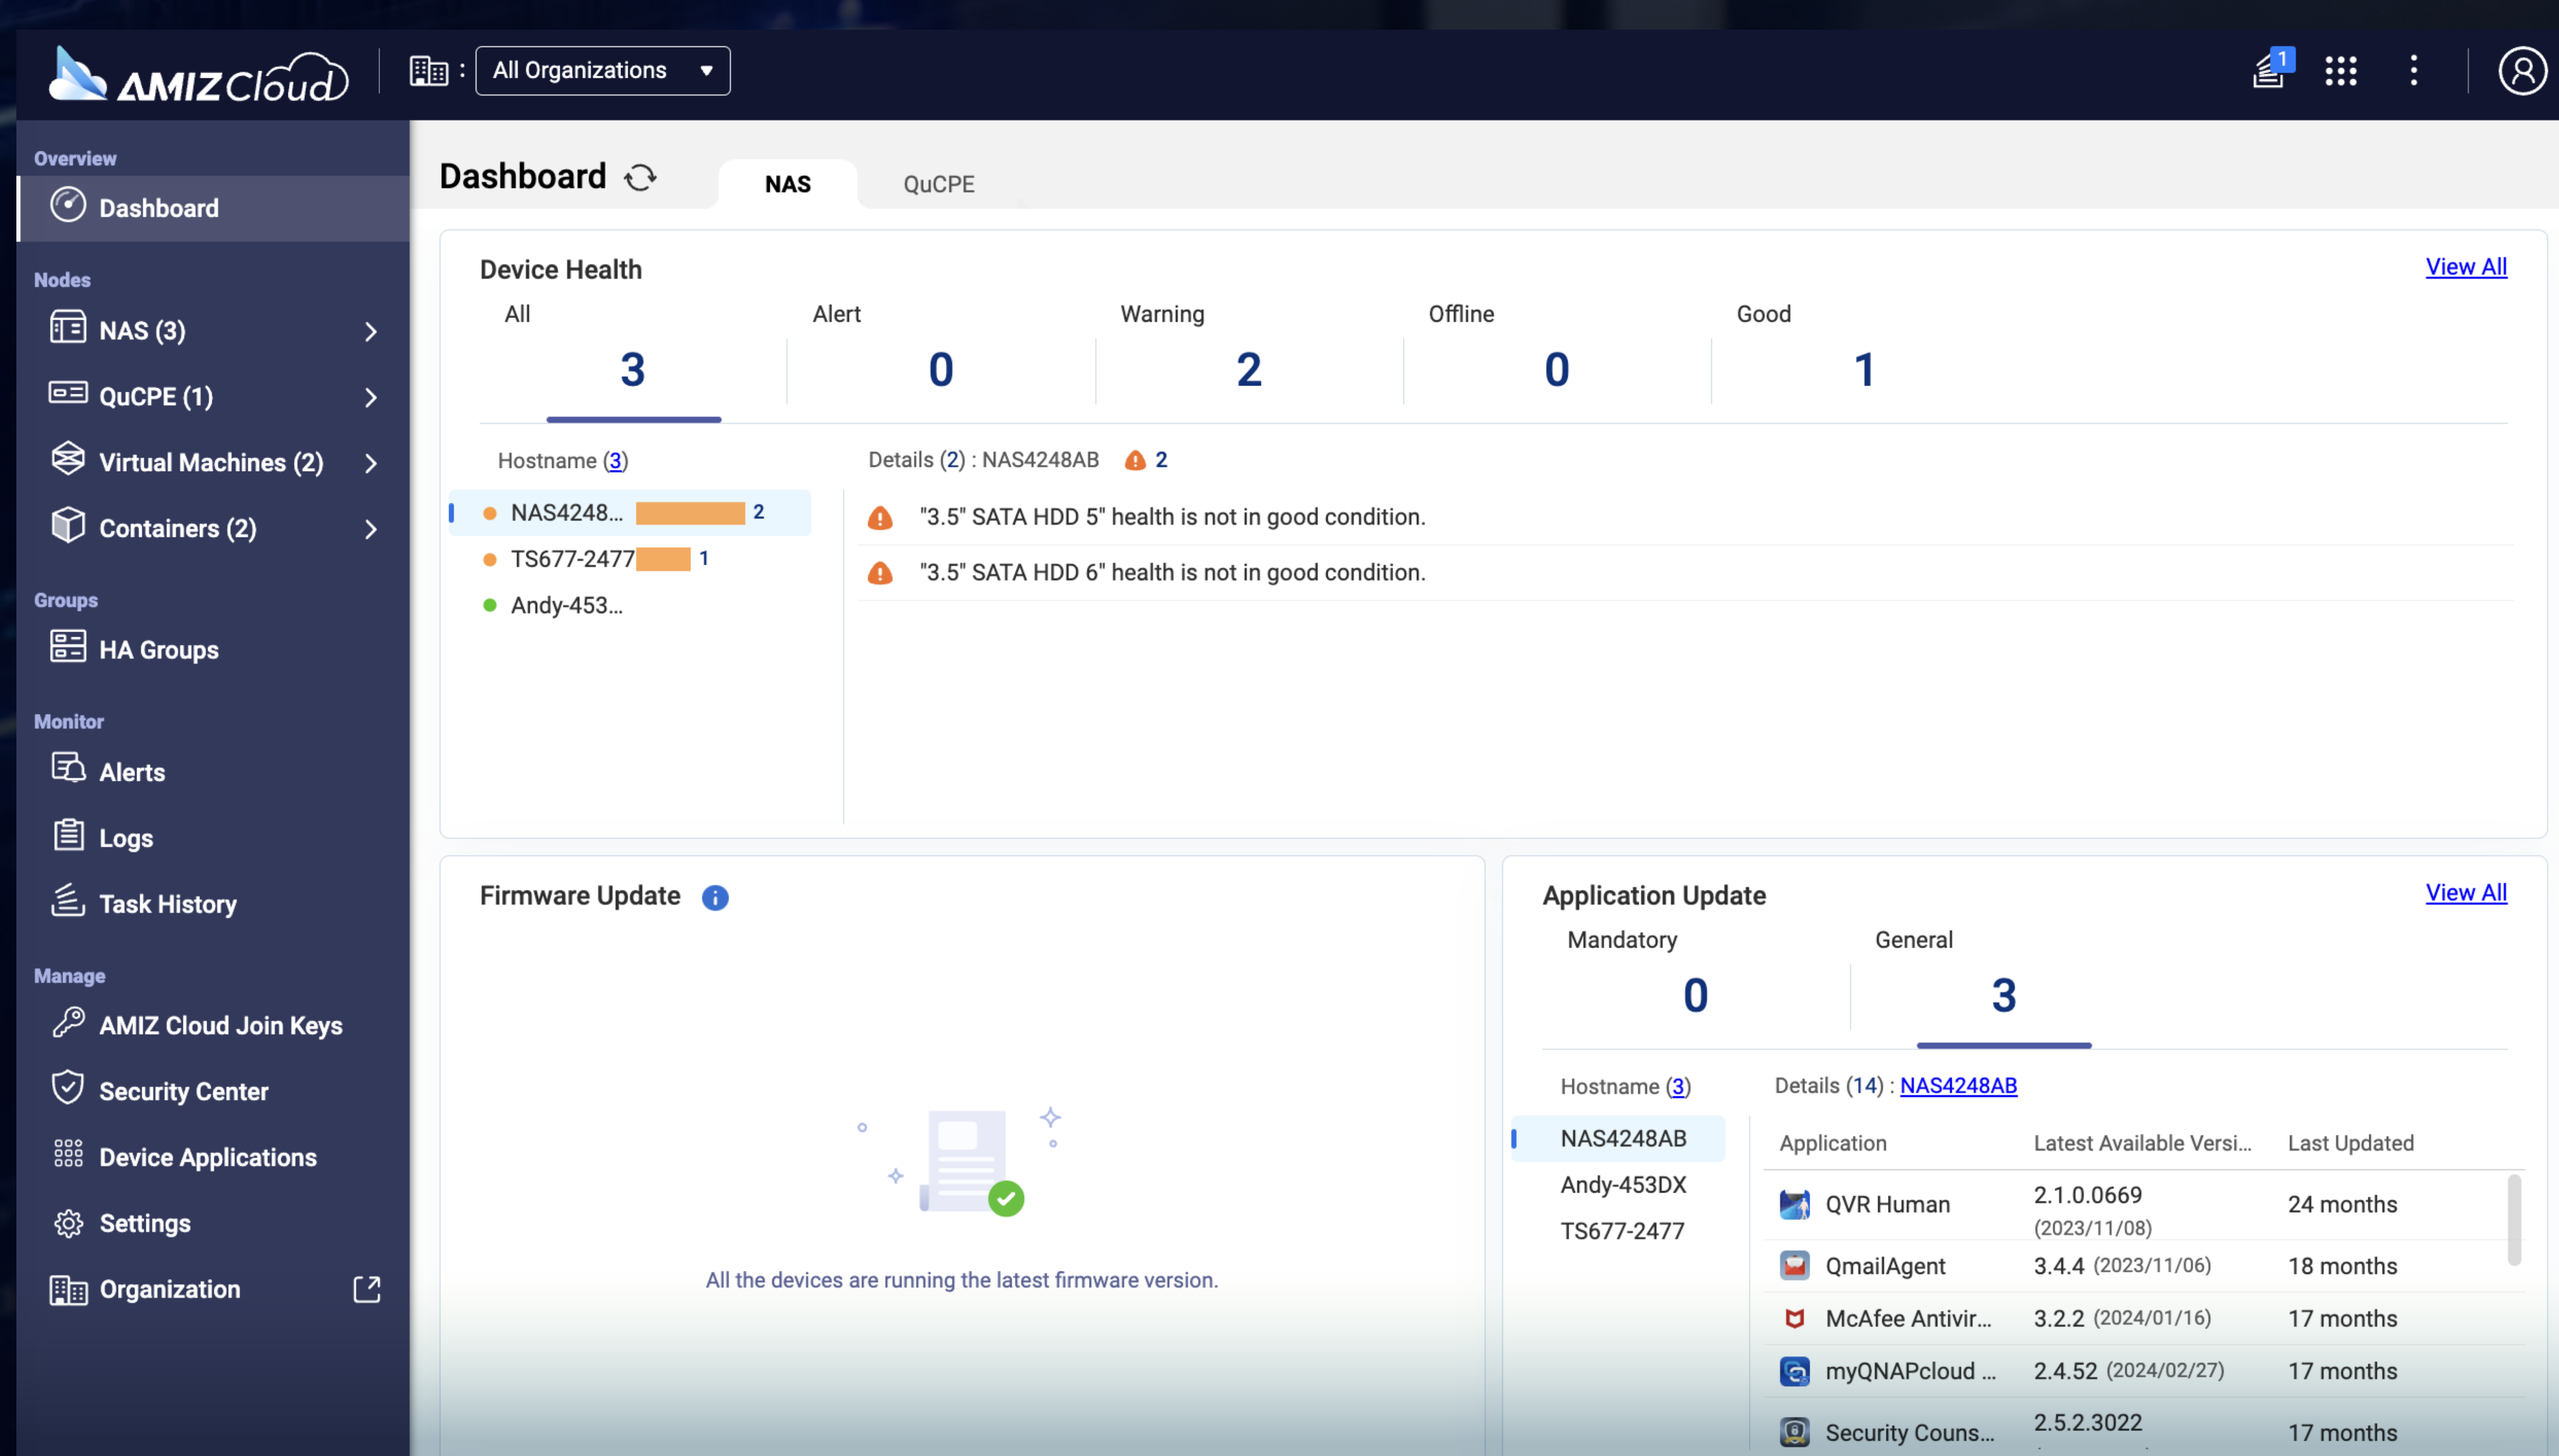 AMIZ Cloud
: All Organizations
1
Overview
Dashboard
Nodes
NAS (3)
QuCPE (1)
Virtual Machines (2)
Containers (2)
Groups
HA Groups
Monitor
Alerts
Logs
Task History
Manage
AMIZ Cloud Join Keys
Security Center
Device Applications
Settings
Organization
Dashboard
NAS
QuCPE
Device Health
View All
All
Alert
Warning
Offline
Good
3
0
2
0
1
Hostname (3)
NAS4248... 2
TS677-2477 1
Andy-453...
Details (2) : NAS4248AB 2
"3.5" SATA HDD 5" health is not in good condition.
"3.5" SATA HDD 6" health is not in good condition.
Firmware Update
All the devices are running the latest firmware version.
Application Update
View All
Mandatory
General
0
3
Hostname (3)
NAS4248AB
Andy-453DX
TS677-2477
Details (14) : NAS4248AB
Application Latest Available Versi... Last Updated
QVR Human 2.1.0.0669 24 months
(2023/11/08)
QmailAgent 3.4.4 (2023/11/06) 18 months
McAfee Antivir... 3.2.2 (2024/01/16) 17 months
myQNAPcloud ... 2.4.52 (2024/02/27) 17 months
Security Couns... 2.5.2.3022 17 months